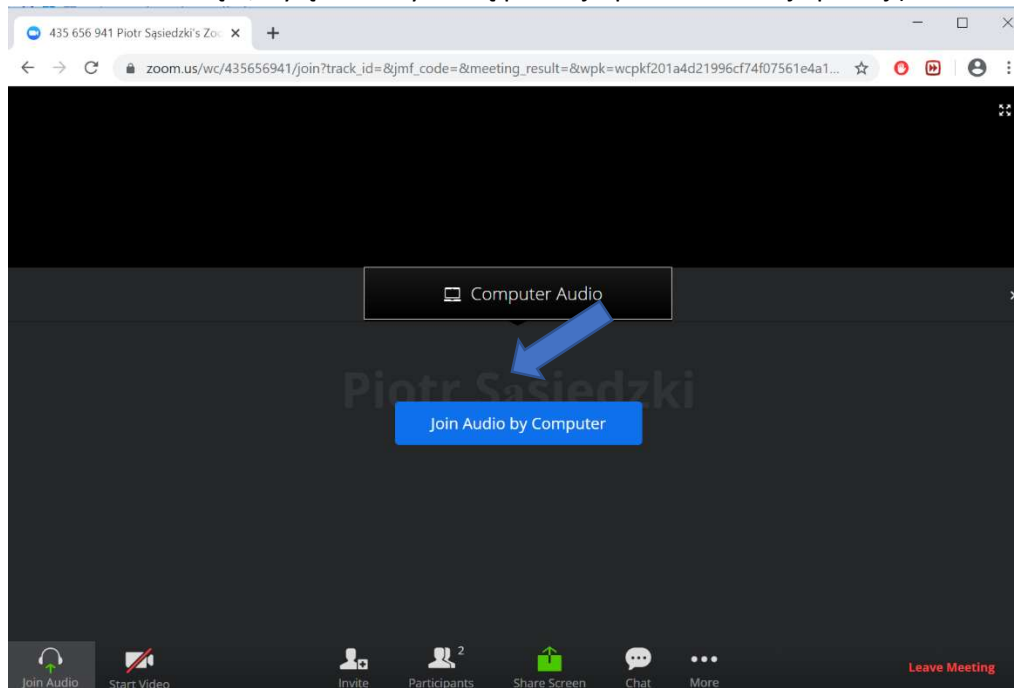 435 656 941 Piotr Sąsiedzki's Zoo
zoom.us/wc/435656941/join?track_id=&jmf_code=&meeting_result=&wpk=wcpkf201a4d21996cf74f07561e4a1...
Computer Audio
Piotr Sąsiedzki
Join Audio by Computer
2
Join Audio
Start Video
Invite
Participants
Share Screen
Chat
More
Leave Meeting